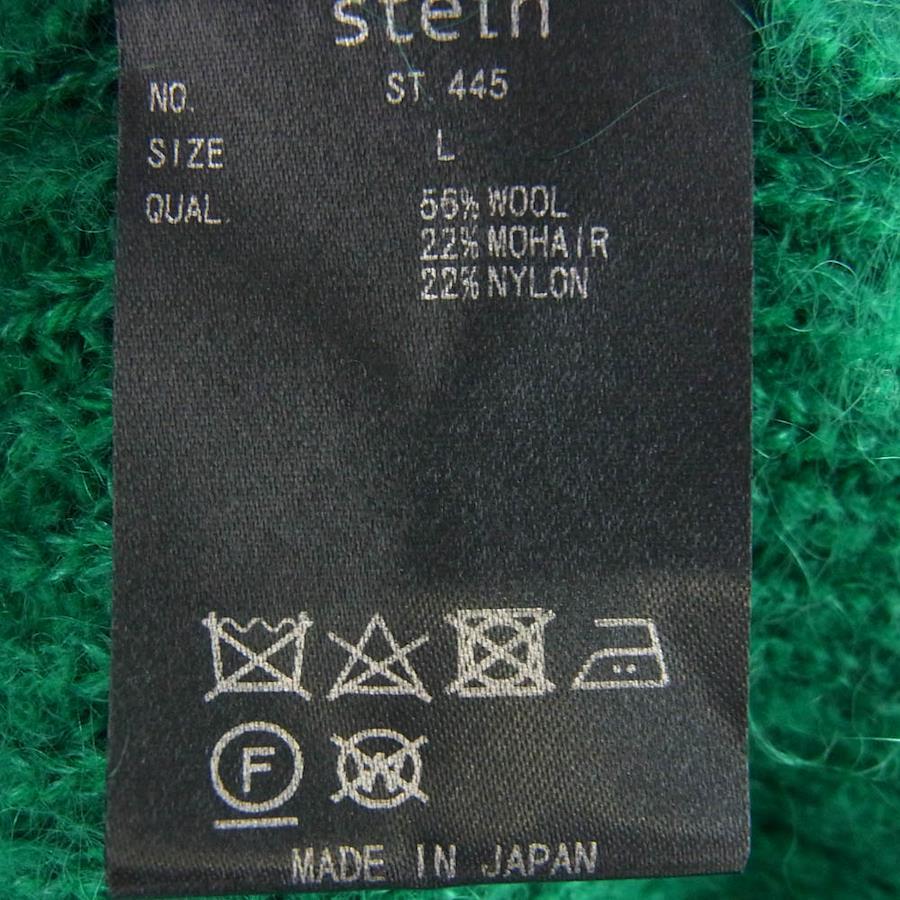 stein
NO. ST. 445
SIZE L
QUAL. 56% WOOL
22% MOHAIR
22% NYLON
F
W
MADE IN JAPAN